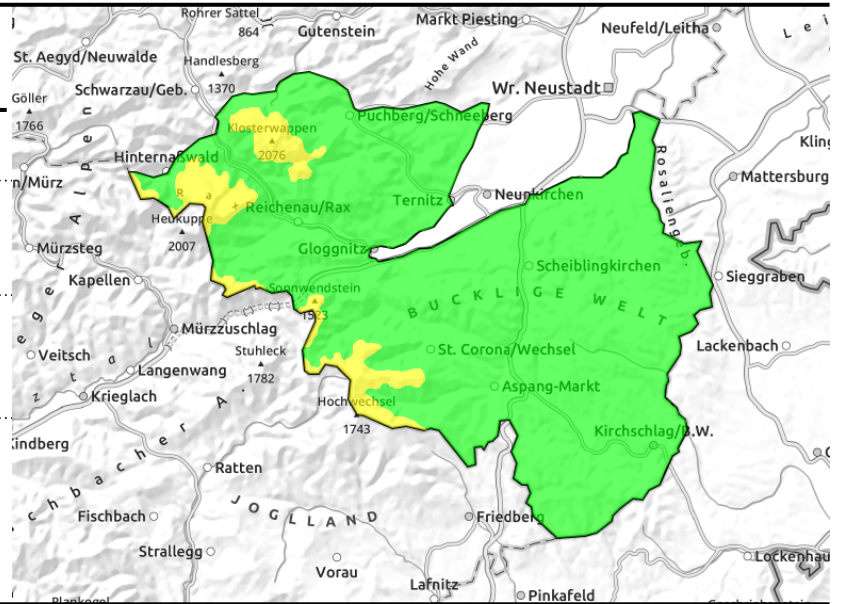 Rohrer Sattel
864
Gutenstein
Markt Piesting
Neufeld/Leitha
St. Aegyd/Neuwalde
Handlesberg
1370
Hohe Wand
Schwarzau/Geb.
Wr. Neustadt
Göller
1766
Klosterwappen
2076
Puchberg/Schneeberg
Hinternaßwald
Rax
Ternitz
Neunkirchen
Mattersburg
Rosaliengeb.
Reichenau/Rax
Heukuppe
2007
Gloggnitz
Mürzsteg
Kapellen
Scheiblingkirchen
Sieggraben
Sonnwendstein
1523
BUCKLIGE WELT
Mürzzuschlag
Veitsch
Stuhleck
1782
St. Corona/Wechsel
Lackenbach
Langenwang
Krieglach
Aspang-Markt
Hochwechsel
1743
Kirchschlag/B.W.
Ratten
Fischbach
JOGLLAND
Friedberg
Strallegg
Vorau
Lafnitz
Pinkafeld